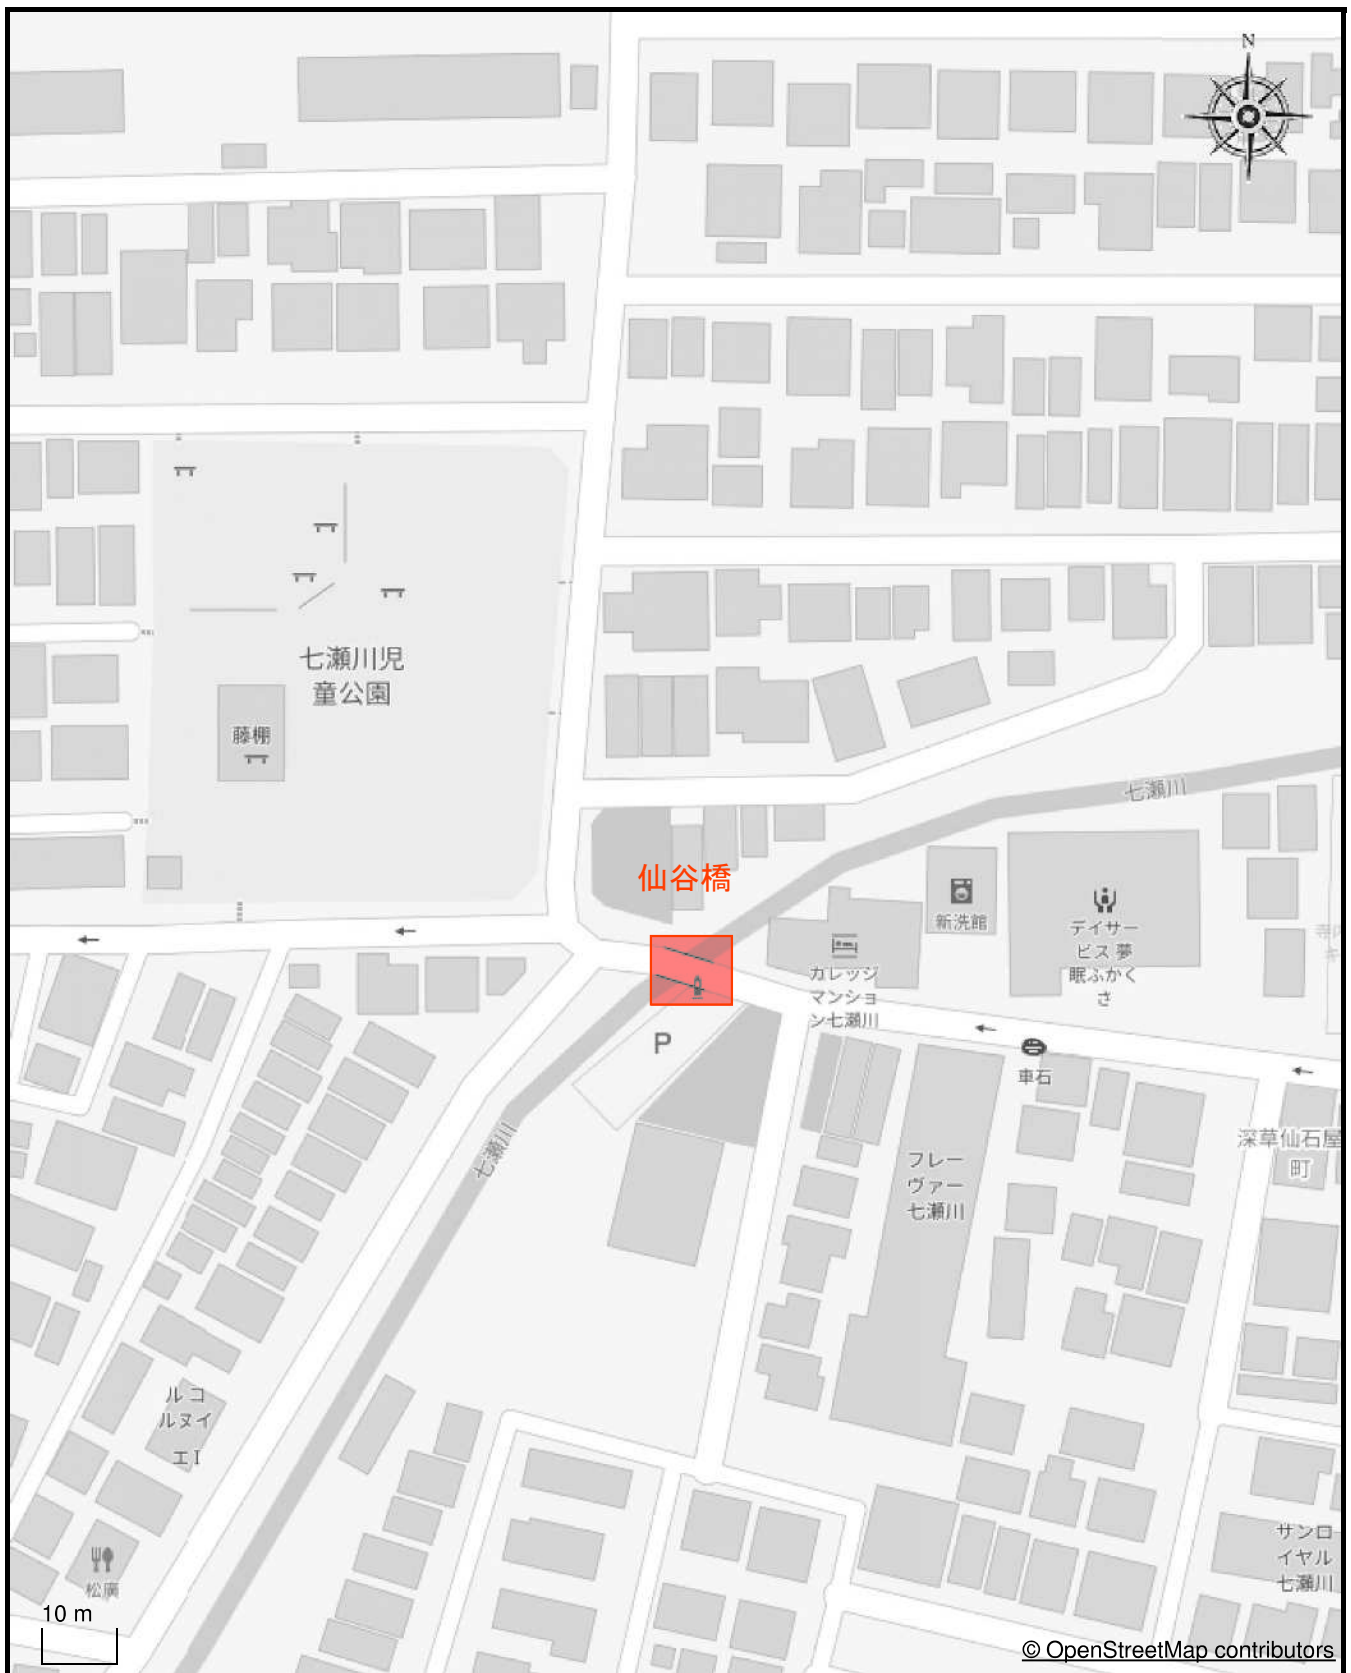 N
七瀬川児
童公園
藤棚
七瀬川
仙谷橋
新洗館
デイサー
ビス 夢
眠ふかく
さ
カレッジ
マンショ
ン七瀬川
P
車石
七瀬川
フレー
ヴァー
七瀬川
深草仙石屋
町
ル コ
ルヌイ
エ I
サンロ
イヤル
七瀬川
松廣
10 m
© OpenStreetMap contributors